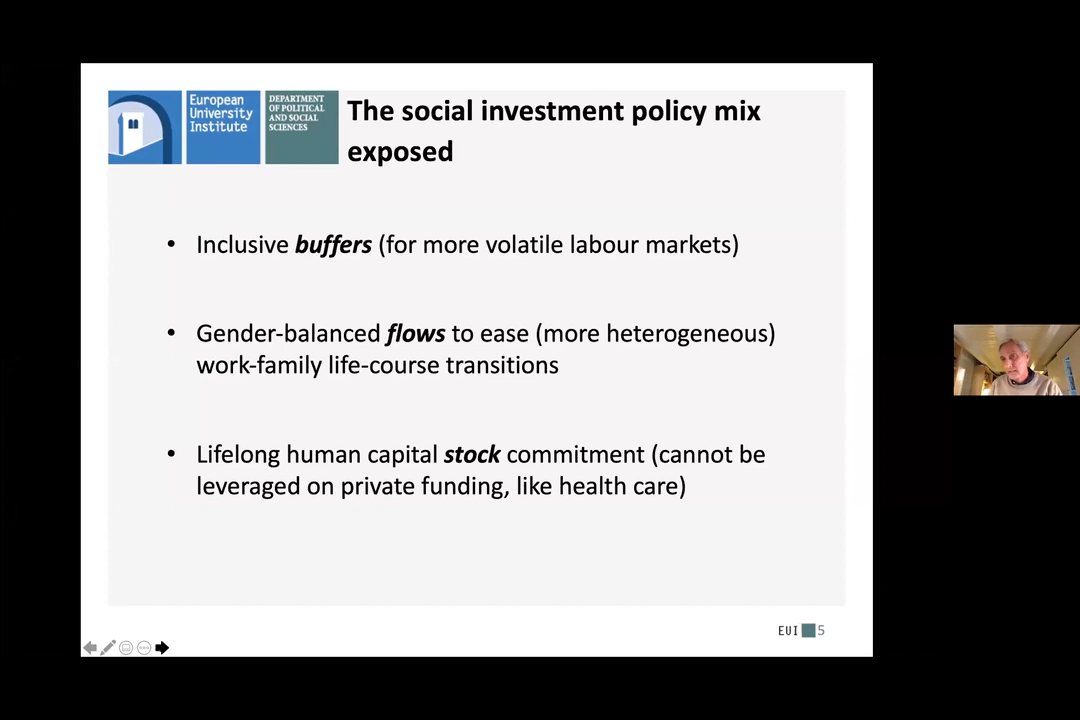 European
University
Institute
DEPARTMENT
OF POLITICAL
AND SOCIAL
SCIENCES
The social investment policy mix
exposed
• Inclusive buffers (for more volatile labour markets)
• Gender-balanced flows to ease (more heterogeneous)
work-family life-course transitions
• Lifelong human capital stock commitment (cannot be
leveraged on private funding, like health care)
EUI 5